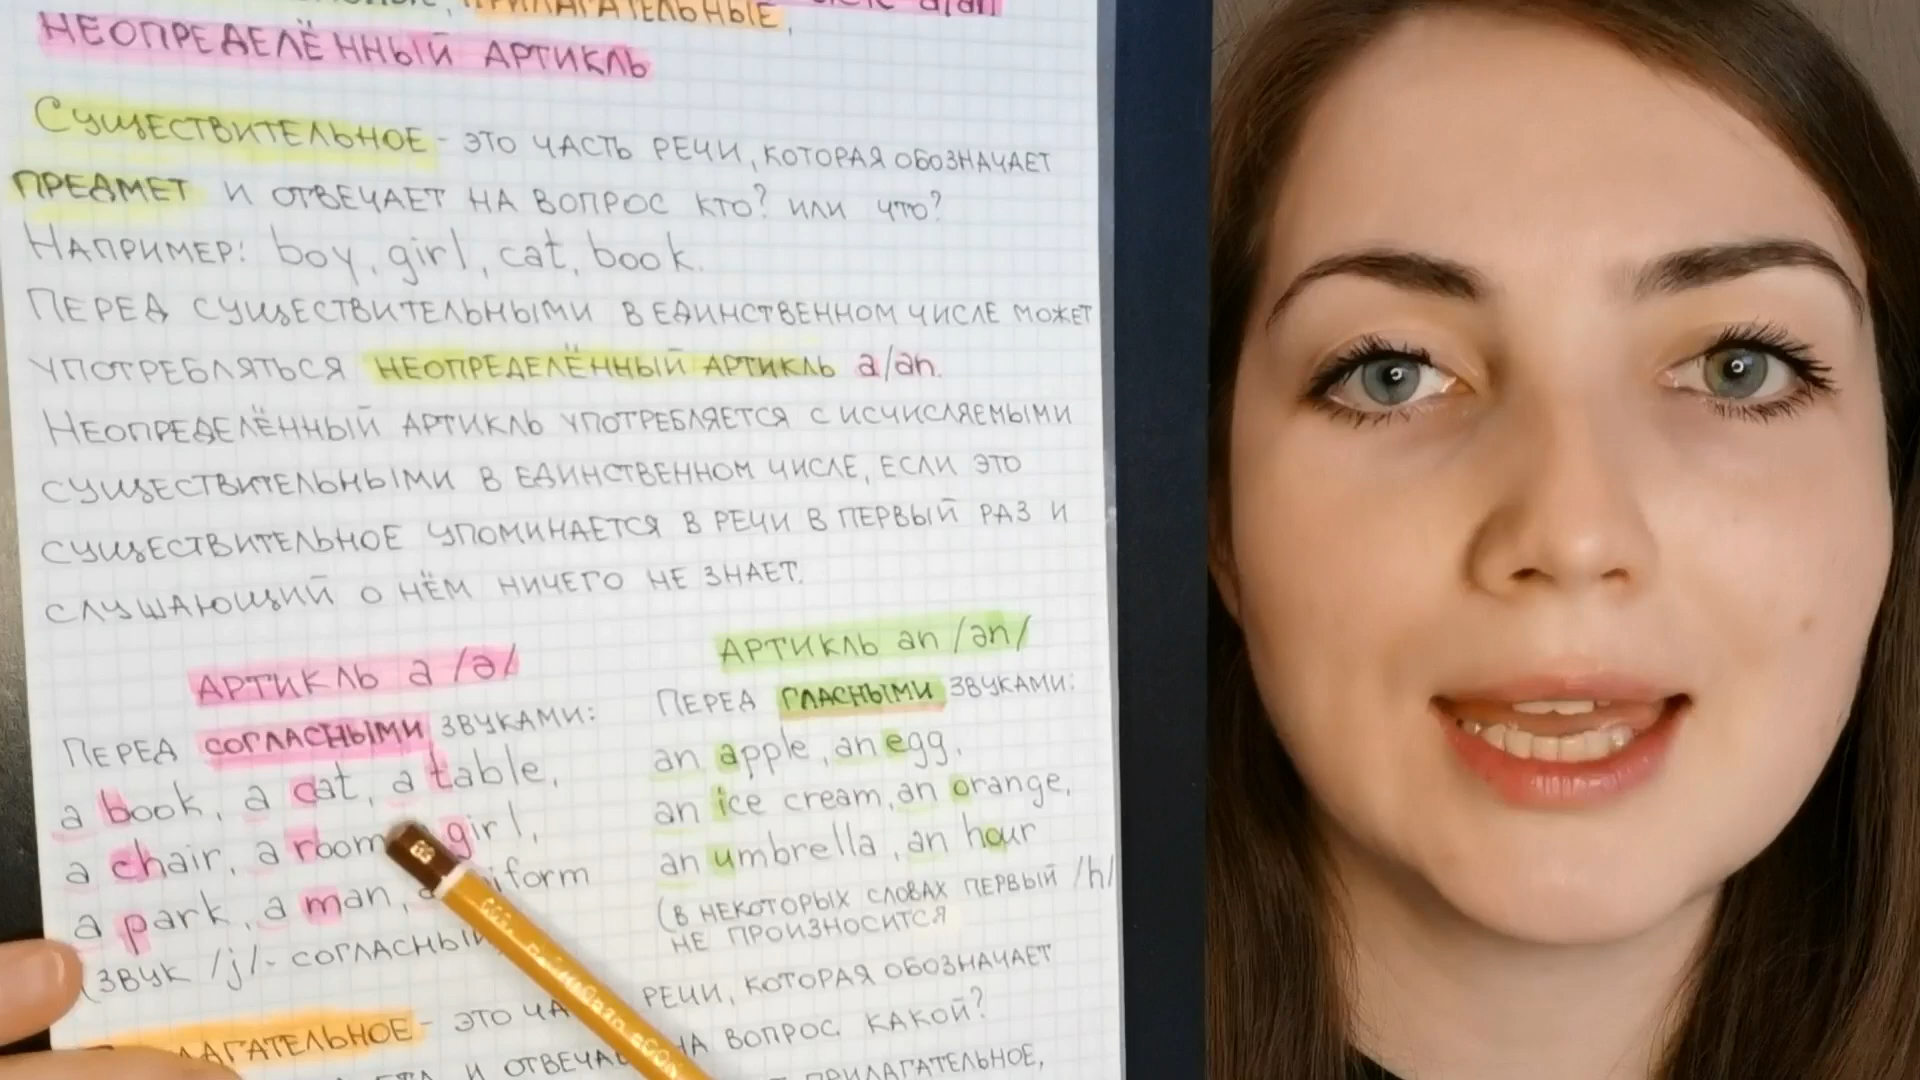 ПРИЛАГАТЕЛЬНЫЕ, a/an
НЕОПРЕДЕЛЁННЫЙ АРТИКЛЬ
СУЩЕСТВИТЕЛЬНОЕ - ЭТО ЧАСТЬ РЕЧИ, КОТОРАЯ ОБОЗНАЧАЕТ
ПРЕДМЕТ И ОТВЕЧАЕТ НА ВОПРОС КТО? ИЛИ ЧТО?
НАПРИМЕР: boy, girl, cat, book.
ПЕРЕД СУЩЕСТВИТЕЛЬНЫМИ В ЕДИНСТВЕННОМ ЧИСЛЕ МОЖЕТ
УПОТРЕБЛЯТЬСЯ НЕОПРЕДЕЛЁННЫЙ АРТИКЛЬ a/an.
НЕОПРЕДЕЛЁННЫЙ АРТИКЛЬ УПОТРЕБЛЯЕТСЯ С ИСЧИСЛЯЕМЫМИ
СУЩЕСТВИТЕЛЬНЫМИ В ЕДИНСТВЕННОМ ЧИСЛЕ, ЕСЛИ ЭТО
СУЩЕСТВИТЕЛЬНОЕ УПОМИНАЕТСЯ В РЕЧИ В ПЕРВЫЙ РАЗ И
СЛУШАЮЩИЙ О НЁМ НИЧЕГО НЕ ЗНАЕТ.
АРТИКЛЬ a /ə/
ПЕРЕД СОГЛАСНЫМИ ЗВУКАМИ:
a book, a cat, a table,
a chair, a room, girl,
a park, a man, a iform
(ЗВУК /j/- СОГЛАСНЫЙ
АРТИКЛЬ an /ən/
ПЕРЕД ГЛАСНЫМИ ЗВУКАМИ:
an apple, an egg,
an ice cream, an orange,
an umbrella, an hour
(В НЕКОТОРЫХ СЛОВАХ ПЕРВЫЙ /h/
НЕ ПРОИЗНОСИТСЯ
ЛАГАТЕЛЬНОЕ - ЭТО ЧА РЕЧИ, КОТОРАЯ ОБОЗНАЧАЕТ
И ОТВЕЧАЕ НА ВОПРОС КАКОЙ?
ПРИЛАГАТЕЛЬНОЕ,